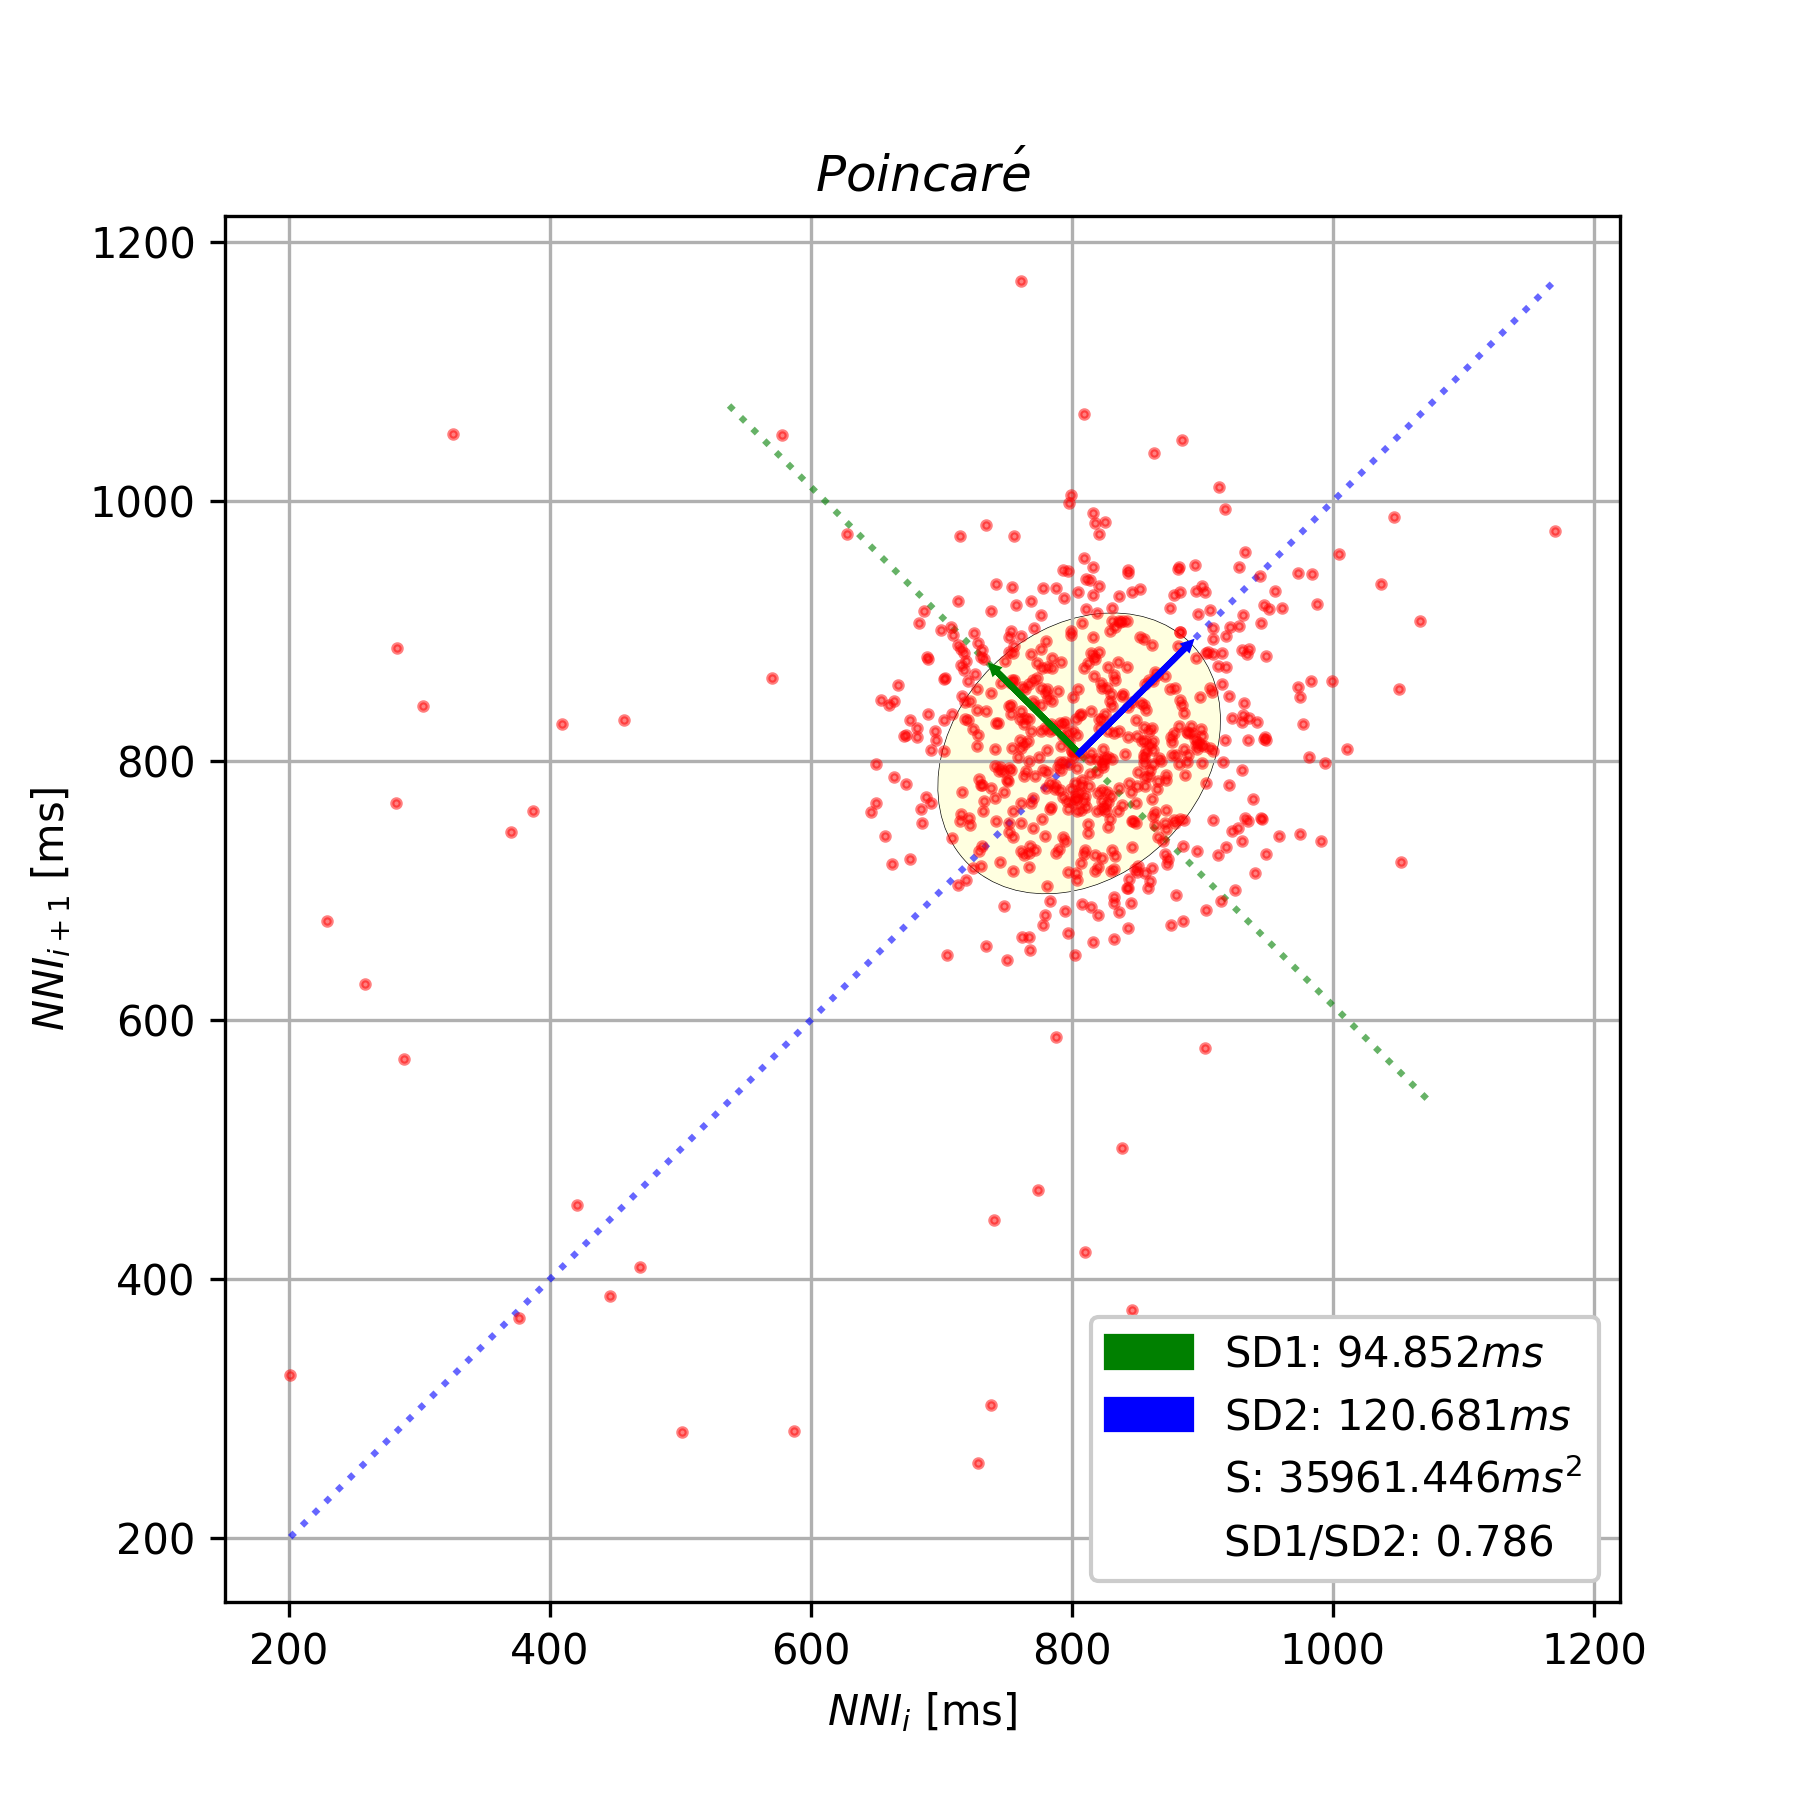 Poincaré
1200
1000
800
600
400
200
NNI_{i+1} [ms]
SD1: 94.852ms
SD2: 120.681ms
S: 35961.446ms²
SD1/SD2: 0.786
200 400 600 800 1000 1200
NNI_i [ms]